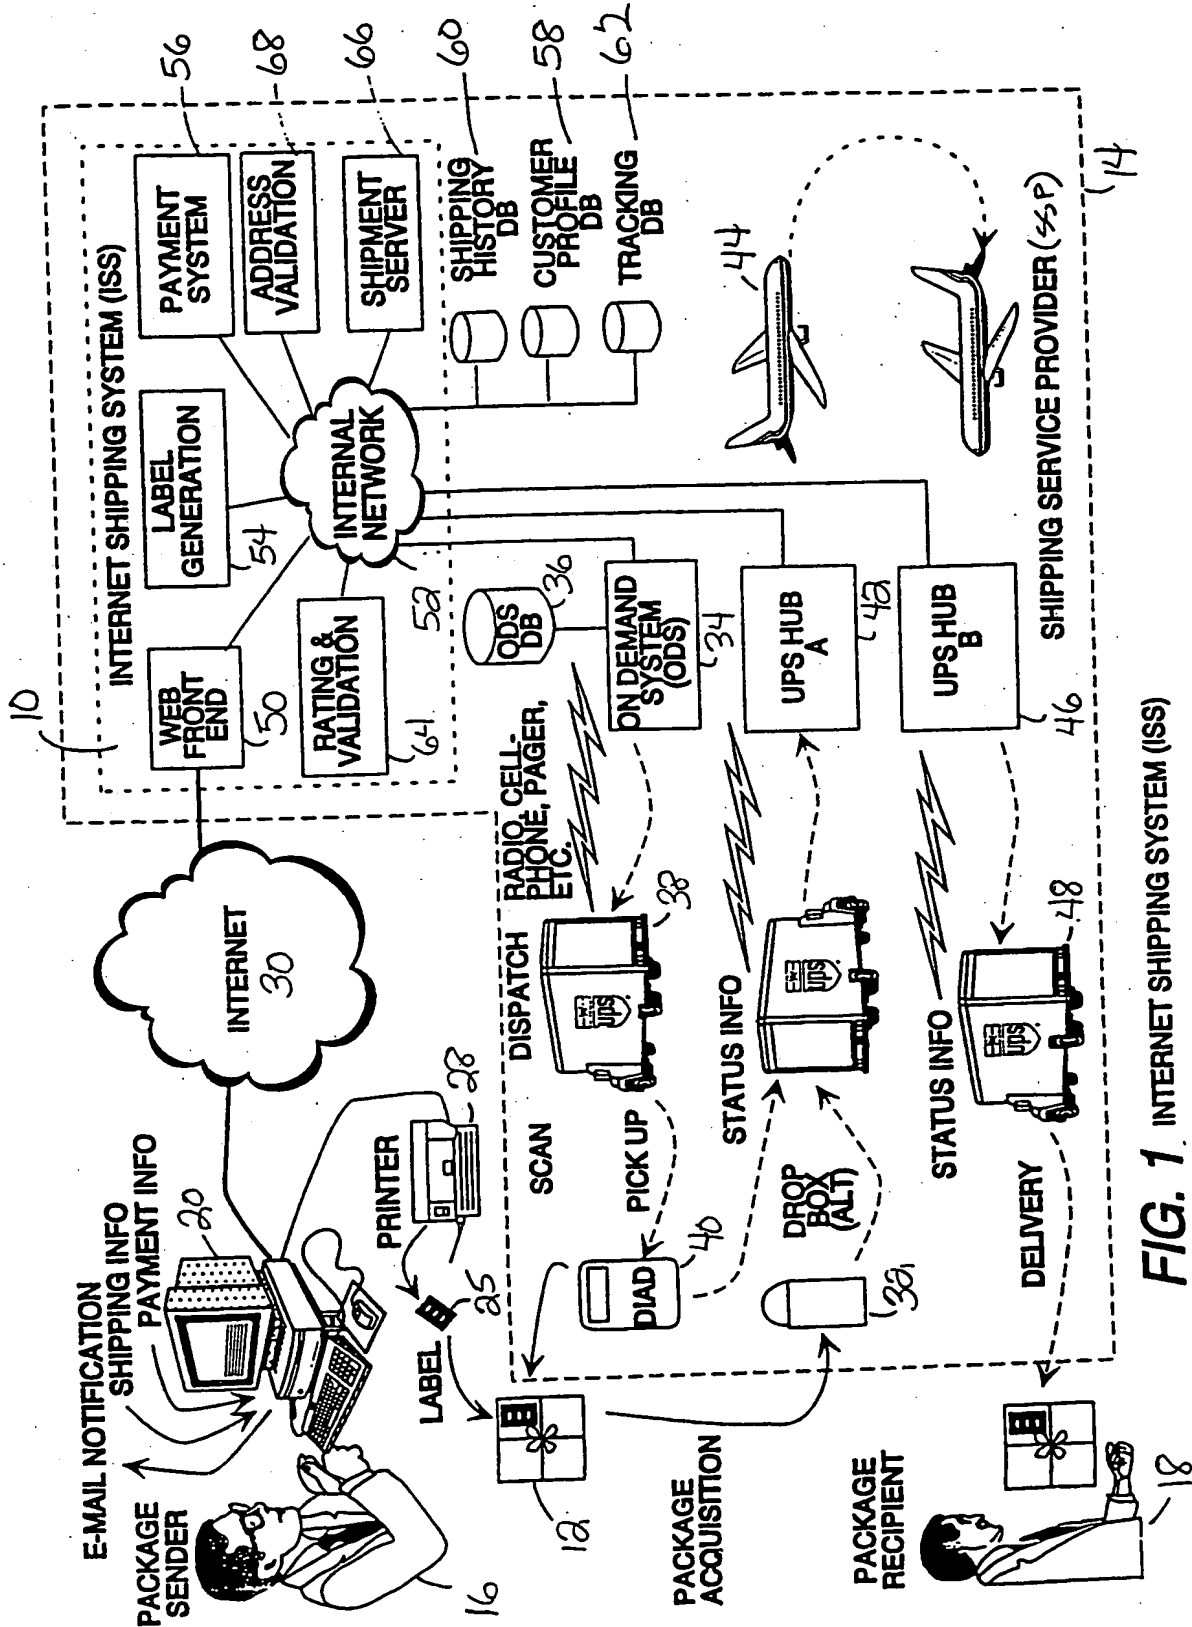 10
INTERNET SHIPPING SYSTEM (ISS)
WEB
FRONT
END
50
LABEL
GENERATION
54
PAYMENT
SYSTEM
56
ADDRESS
VALIDATION
68
SHIPMENT
SERVER
66
RATING &
VALIDATION
64
INTERNAL
NETWORK
52
SHIPPING
HISTORY
DB
60
CUSTOMER
PROFILE
DB
58
TRACKING
DB
62
E-MAIL NOTIFICATION
SHIPPING INFO
PAYMENT INFO
20
PACKAGE
SENDER
16
INTERNET
30
PRINTER
28
LABEL
25
12
RADIO, CELL-
PHONE, PAGER,
ETC.
ODS
DB
36
ON DEMAND
SYSTEM
(ODS)
34
DISPATCH
38
ups
SCAN
PICK UP
DIAD
40
STATUS INFO
ups
UPS HUB
A
42
44
PACKAGE
ACQUISITION
DROP
BOX
(ALT)
32
STATUS INFO
ups
48
UPS HUB
B
46
DELIVERY
PACKAGE
RECIPIENT
18
SHIPPING SERVICE PROVIDER (SSP)
14
FIG. 1. INTERNET SHIPPING SYSTEM (ISS)